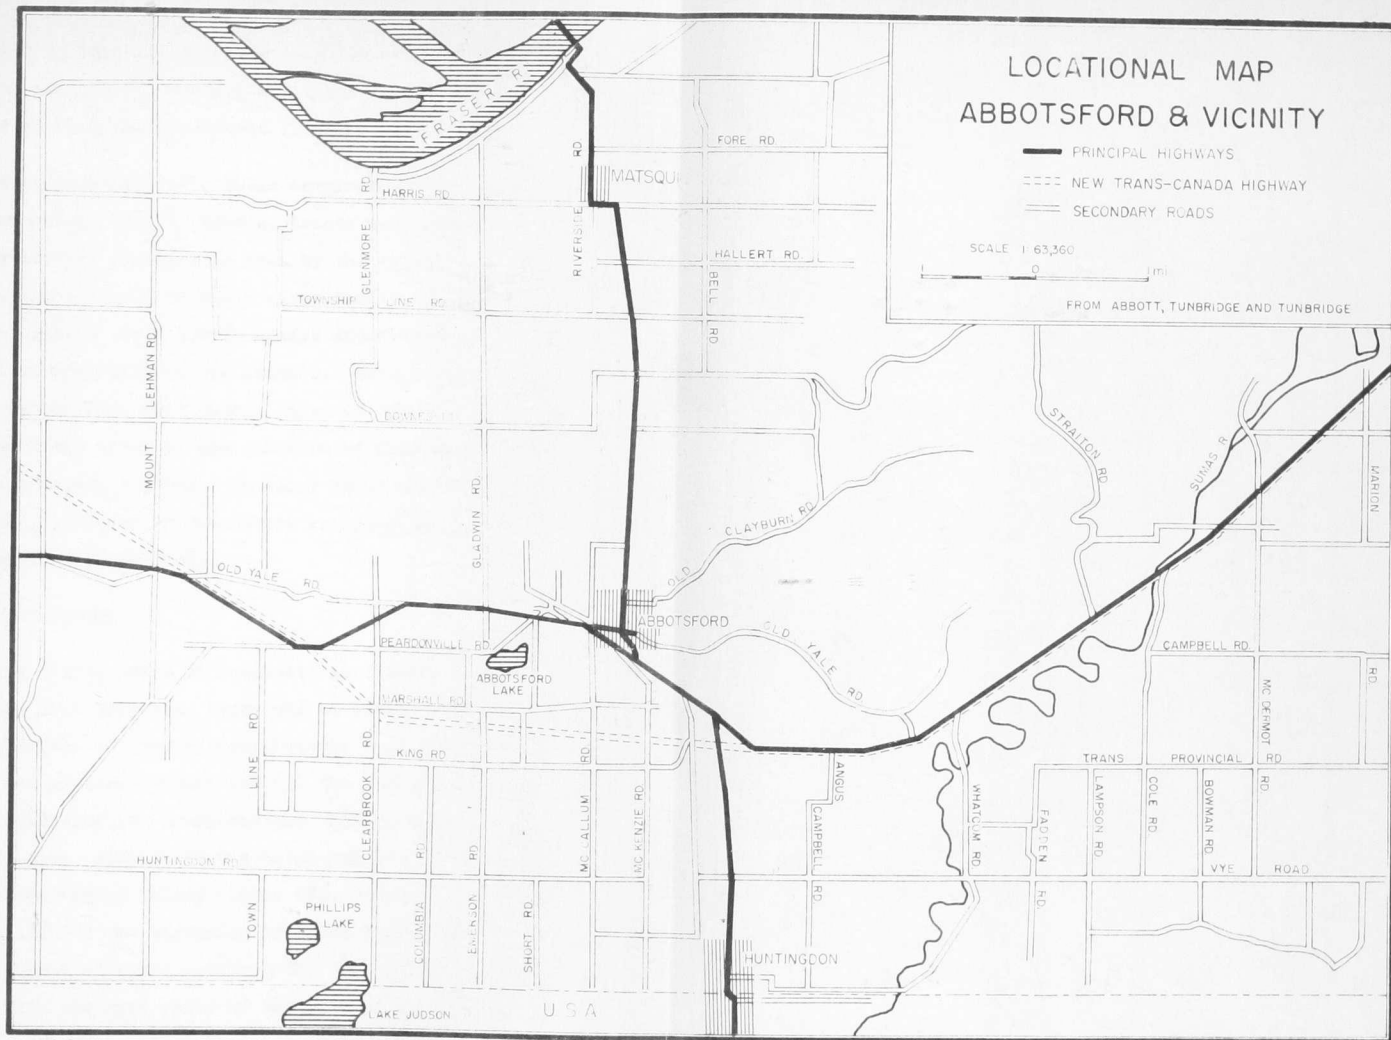 LOCATIONAL MAP
ABBOTSFORD & VICINITY
PRINCIPAL HIGHWAYS
NEW TRANS-CANADA HIGHWAY
SECONDARY ROADS
SCALE 1:63,360
0
1 mi
FROM ABBOTT, TUNBRIDGE AND TUNBRIDGE
FRASER R
FORE RD
MATSQUI
HARRIS RD
GLENMORE RD
RIVERSIDE RD
HALLERT RD
BELL RD
TOWNSHIP LINE RD
MOUNT LEHMAN RD
STRAITON RD
SUMAS R
MARION RD
GLADWIN RD
OLD CLAYBURN RD
OLD YALE RD
ABBOTSFORD
OLD YALE RD
PEARDONVILLE RD
ABBOTSFORD
LAKE
CAMPBELL RD
MARSHALL RD
MC DERMOT RD
KING RD
TRANS PROVINCIAL RD
TOWN LINE RD
CLEARBROOK RD
COLUMBIA RD
EMERSON RD
SHORT RD
MC LALLUM RD
MC KENZIE RD
ANGUS CAMPBELL RD
WHATCOM RD
FADDEN RD
LAMPSON RD
COLE RD
BOWMAN RD
HUNTINGDON RD
VYE ROAD
PHILLIPS
LAKE
HUNTINGDON
LAKE JUDSON
U S A